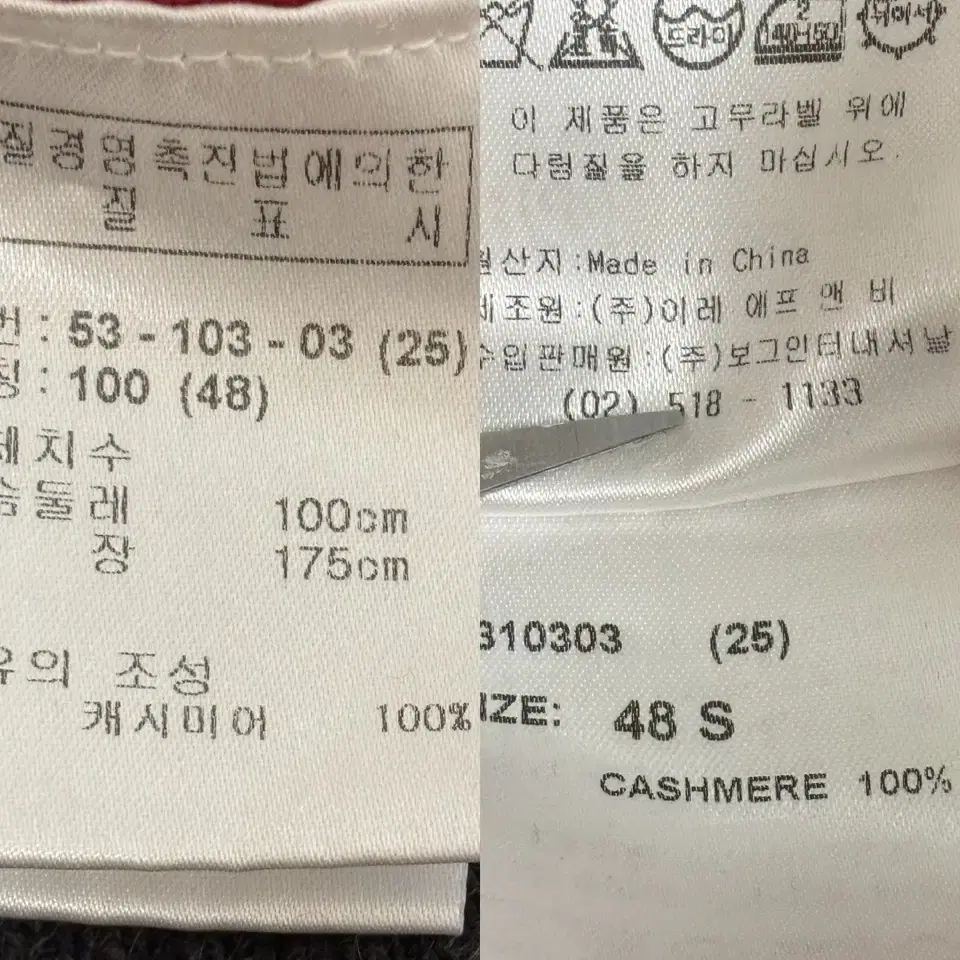 질경영촉진법에의한
질 표 시
번 : 53 - 103 - 03 (25)
칭 : 100 (48)
체치수
슴둘레 100cm
장 175cm
유의 조성
캐시미어 100%
2
140-160
드라이
뉘어서
이 제품은 고무라벨 위에
다림질을 하지 마십시오.
원산지:Made in China
제조원:(주)이레 에프 앤 비
수입판매원:(주)보그인터내셔날
(02) 518 - 1133
310303 (25)
IZE: 48 S
CASHMERE 100%